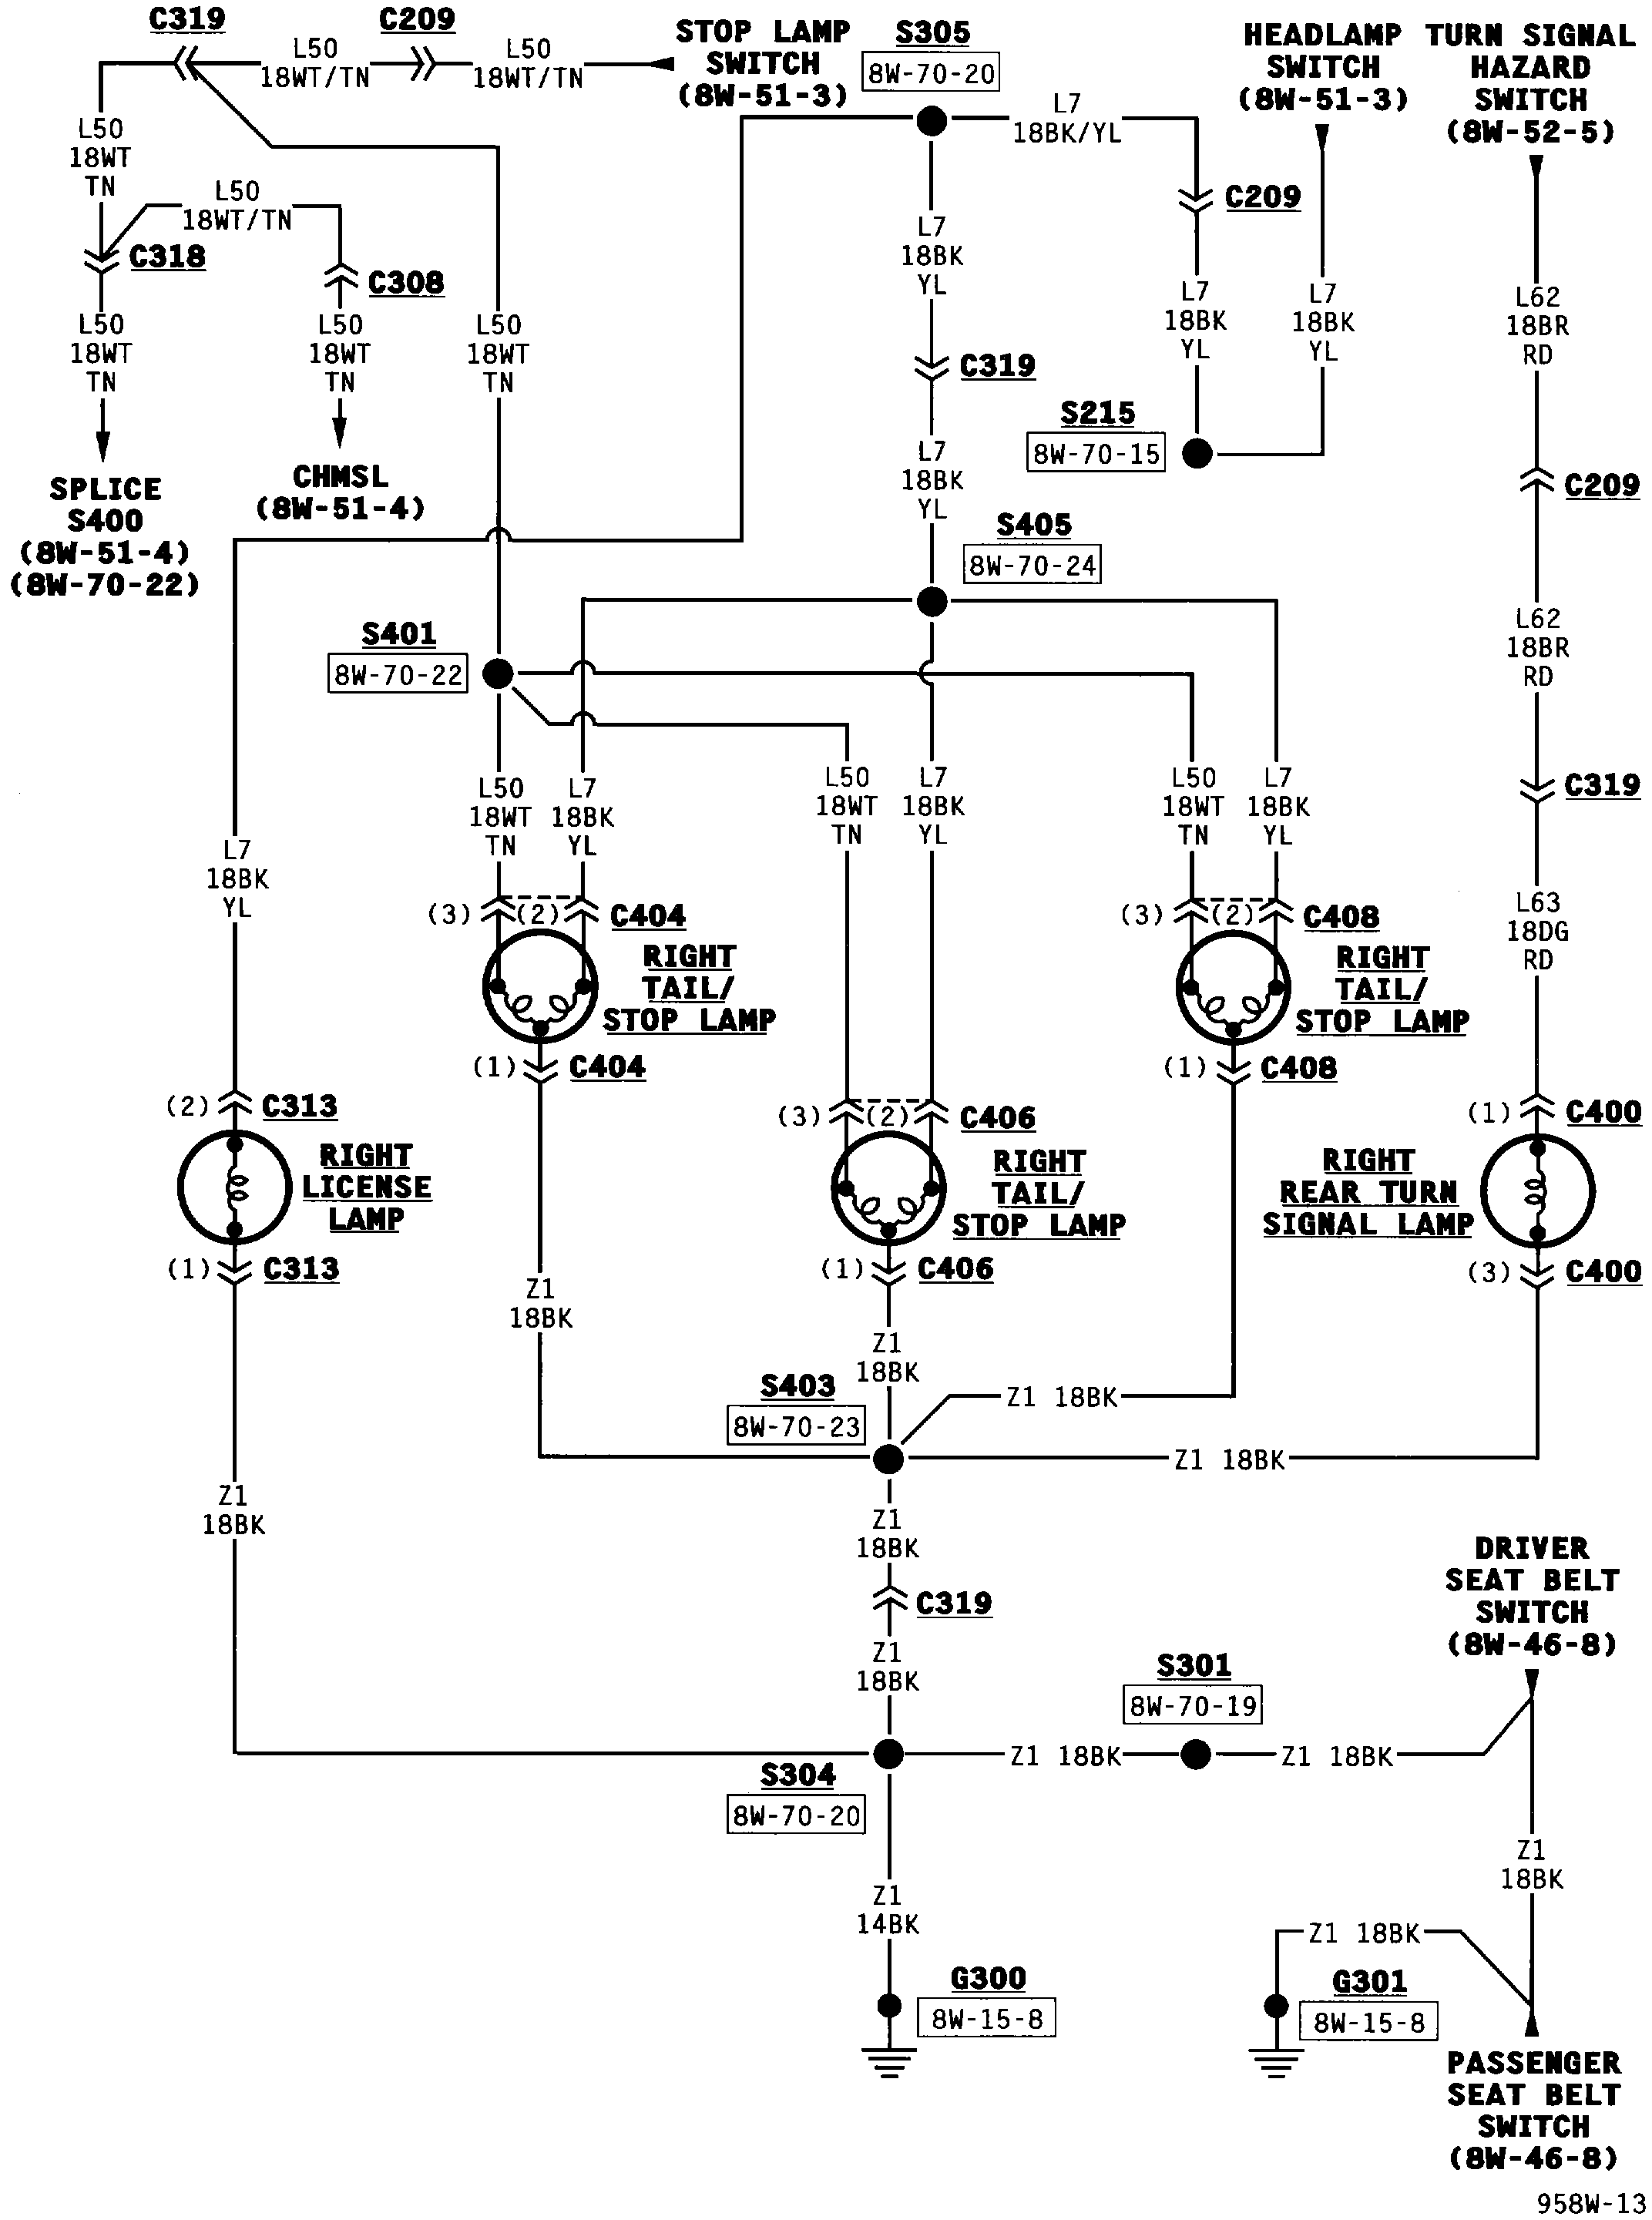 C319
C209
L50
18WT/TN
L50
18WT/TN
STOP LAMP
SWITCH
(8W-51-3)
S305
8W-70-20
HEADLAMP
SWITCH
(8W-51-3)
TURN SIGNAL
HAZARD
SWITCH
(8W-52-5)
L7
18BK/YL
L50
18WT
TN
L50
18WT/TN
C318
C308
C209
L7
18BK
YL
L50
18WT
TN
L50
18WT
TN
L50
18WT
TN
L7
18BK
YL
L7
18BK
YL
L62
18BR
RD
C319
S215
8W-70-15
SPLICE
S400
(8W-51-4)
(8W-70-22)
CHMSL
(8W-51-4)
L7
18BK
YL
C209
S405
8W-70-24
S401
8W-70-22
L62
18BR
RD
L50
18WT
TN
L7
18BK
YL
L50
18WT
TN
L7
18BK
YL
L50
18WT
TN
L7
18BK
YL
C319
L7
18BK
YL
(3)
(2)
C404
RIGHT
TAIL/
STOP LAMP
(1)
C404
(3)
(2)
C408
RIGHT
TAIL/
STOP LAMP
(1)
C408
L63
18DG
RD
(2)
C313
RIGHT
LICENSE
LAMP
(1)
C313
(3)
(2)
C406
RIGHT
TAIL/
STOP LAMP
(1)
C406
(1)
C400
RIGHT
REAR TURN
SIGNAL LAMP
(3)
C400
Z1
18BK
Z1
18BK
S403
8W-70-23
Z1 18BK
Z1 18BK
Z1
18BK
Z1
18BK
C319
DRIVER
SEAT BELT
SWITCH
(8W-46-8)
Z1
18BK
S301
8W-70-19
Z1 18BK
Z1 18BK
S304
8W-70-20
Z1
18BK
Z1
14BK
Z1 18BK
G300
8W-15-8
G301
8W-15-8
PASSENGER
SEAT BELT
SWITCH
(8W-46-8)
958W-13